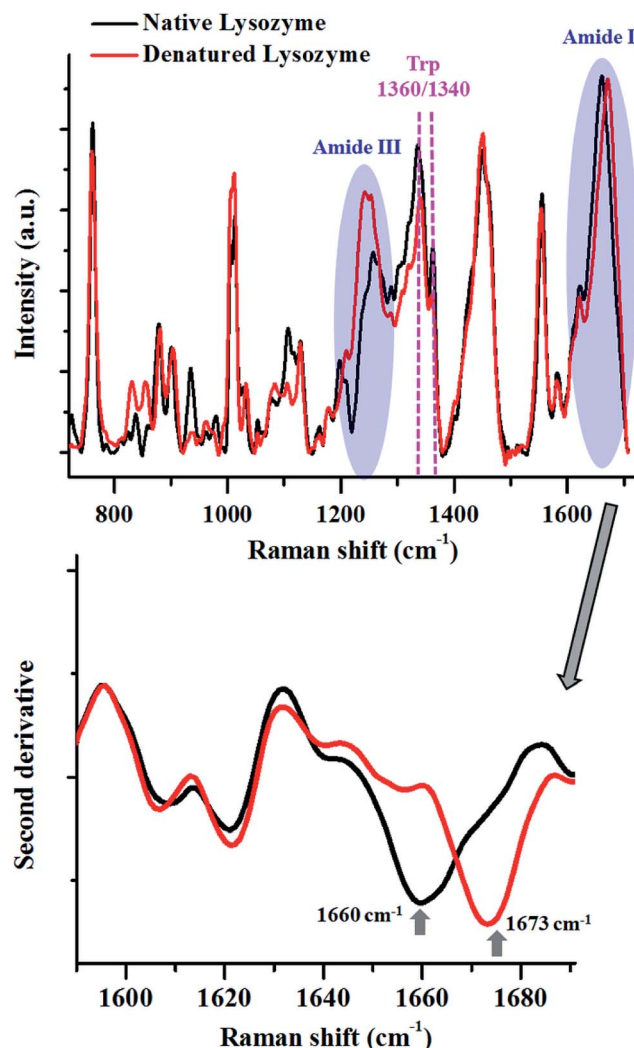 Native Lysozyme
Denatured Lysozyme
Trp
1360/1340
Amide I
Amide III
Intensity (a.u.)
800 1000 1200 1400 1600
Raman shift (cm⁻¹)
Second derivative
1660 cm⁻¹
1673 cm⁻¹
1600 1620 1640 1660 1680
Raman shift (cm⁻¹)